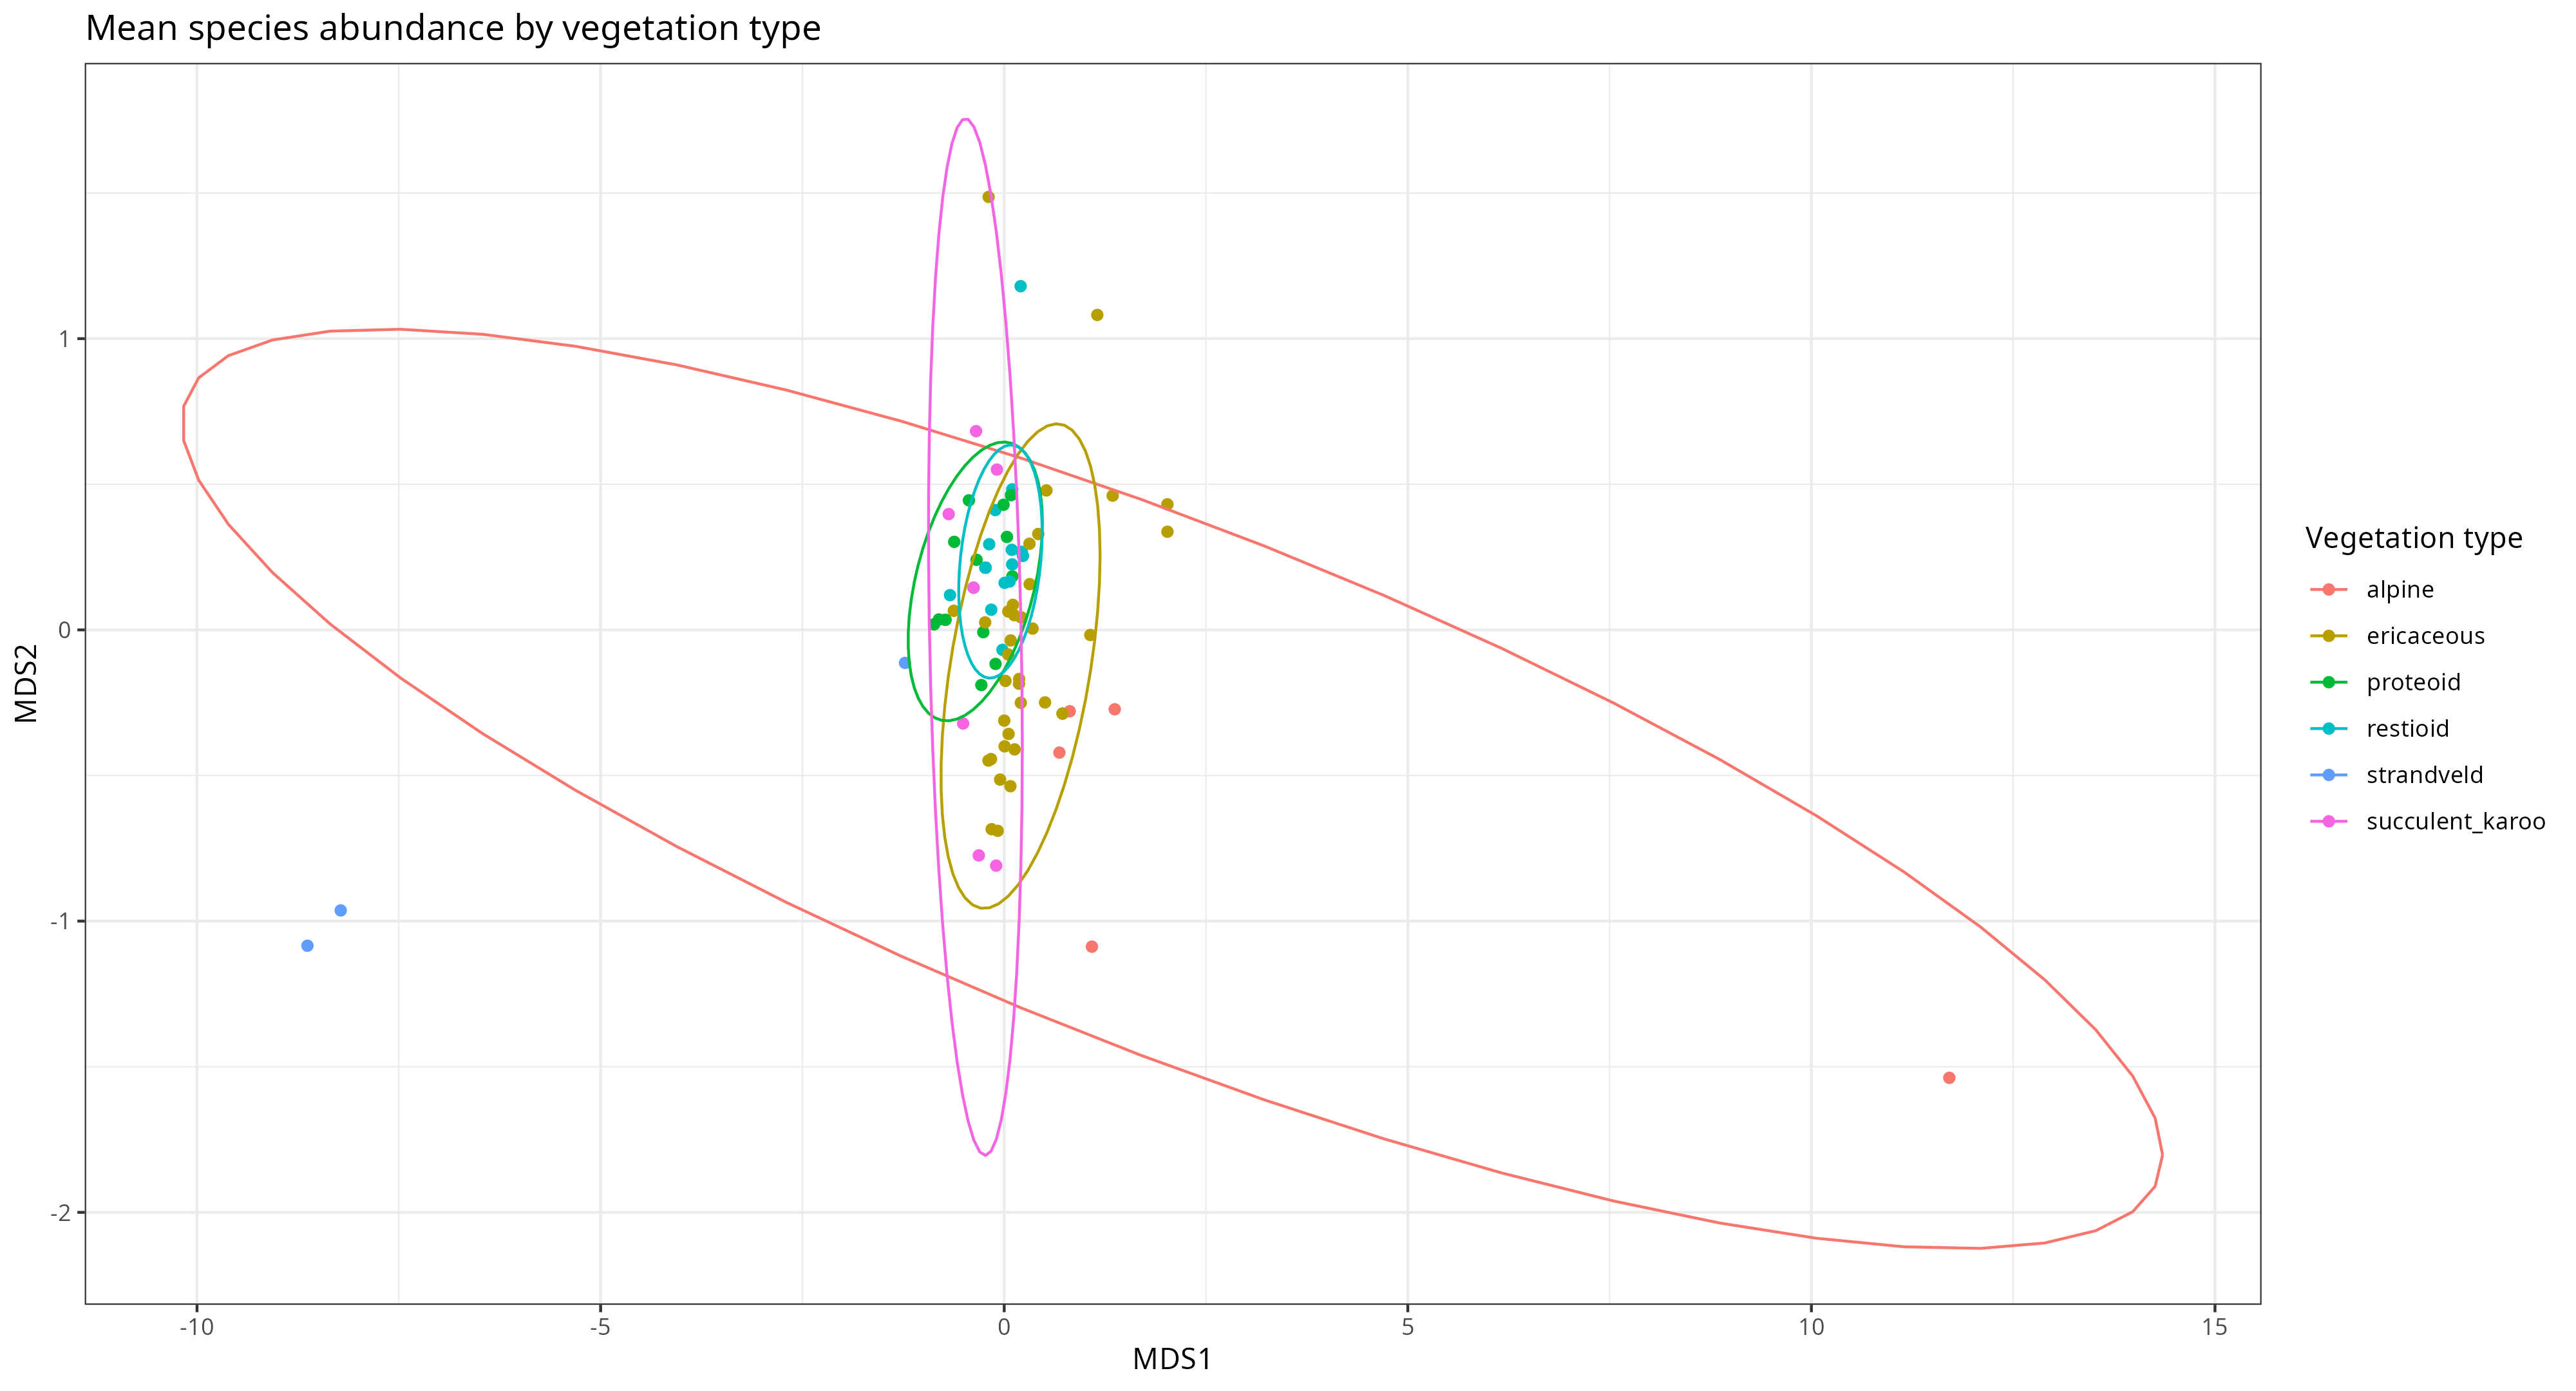 Mean species abundance by vegetation type
MDS2
1
0
-1
-2
-10 -5 0 5 10 15
MDS1
Vegetation type
alpine
ericaceous
proteoid
restioid
strandveld
succulent_karoo